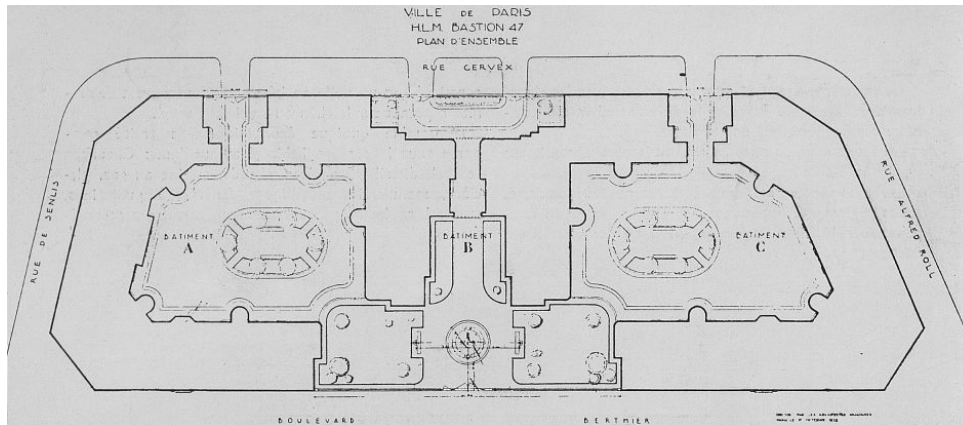 VILLE DE PARIS
H.L.M. BASTION 47
PLAN D'ENSEMBLE
RUE CERVEX
RUE DE SENLIS
RUE ALFRED ROLL
BATIMENT
A
BATIMENT
B
BATIMENT
C
BOULEVARD BERTHIER